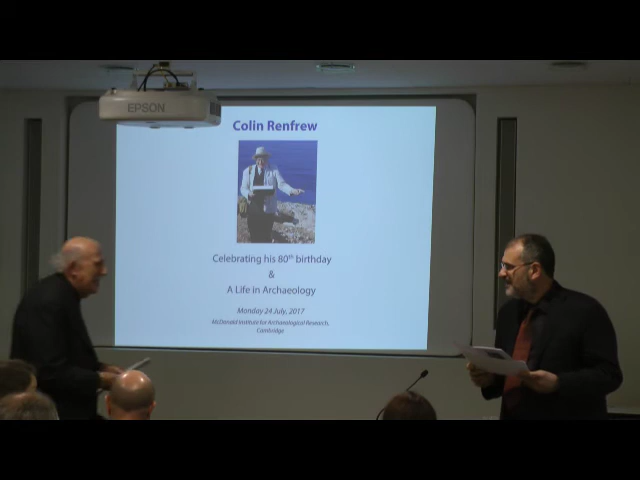 EPSON
Colin Renfrew
Celebrating his 80th birthday
&
A Life in Archaeology
Monday 24 July, 2017
McDonald Institute for Archaeological Research,
Cambridge